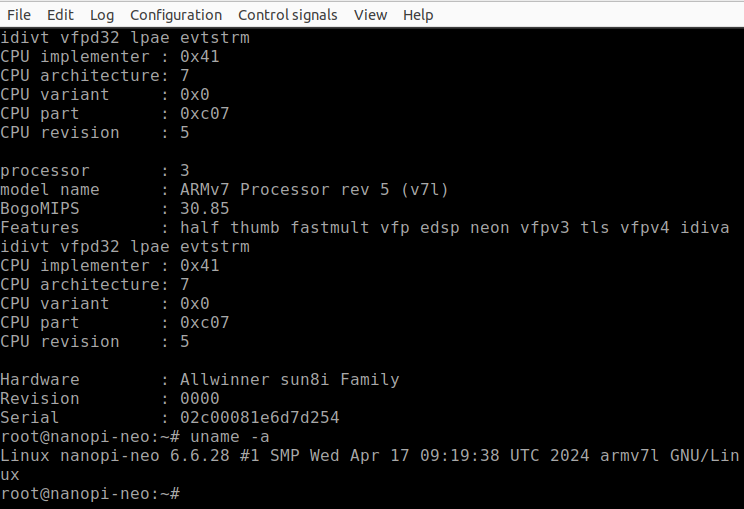 File Edit Log Configuration Control signals View Help
idivt vfpd32 lpae evtstrm
CPU implementer : 0x41
CPU architecture: 7
CPU variant     : 0x0
CPU part        : 0xc07
CPU revision    : 5

processor       : 3
model name      : ARMv7 Processor rev 5 (v7l)
BogoMIPS        : 30.85
Features        : half thumb fastmult vfp edsp neon vfpv3 tls vfpv4 idiva
idivt vfpd32 lpae evtstrm
CPU implementer : 0x41
CPU architecture: 7
CPU variant     : 0x0
CPU part        : 0xc07
CPU revision    : 5

Hardware        : Allwinner sun8i Family
Revision        : 0000
Serial          : 02c00081e6d7d254
root@nanopi-neo:~# uname -a
Linux nanopi-neo 6.6.28 #1 SMP Wed Apr 17 09:19:38 UTC 2024 armv7l GNU/Lin
ux
root@nanopi-neo:~#